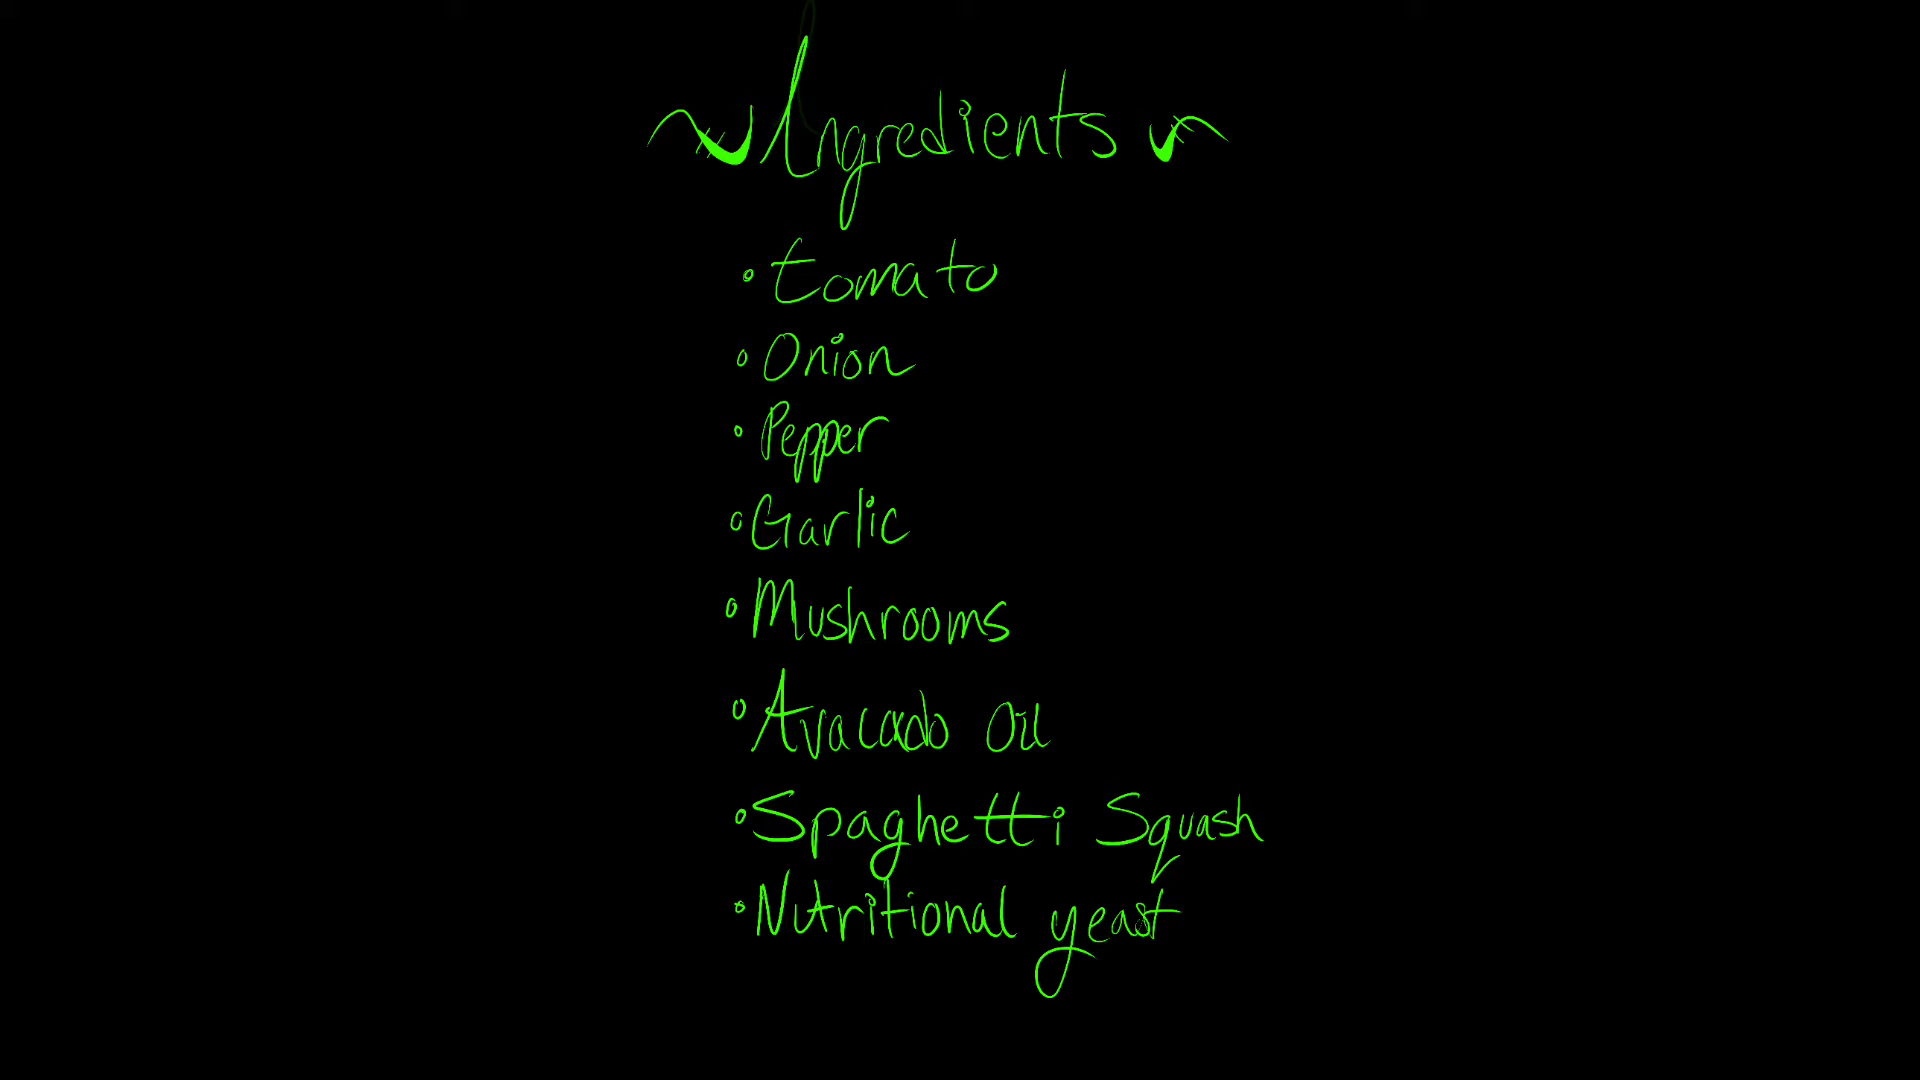 ~Ingredients~
• tomato
• Onion
• Pepper
• Garlic
• Mushrooms
• Avacado Oil
• Spaghetti Squash
• Nutritional yeast